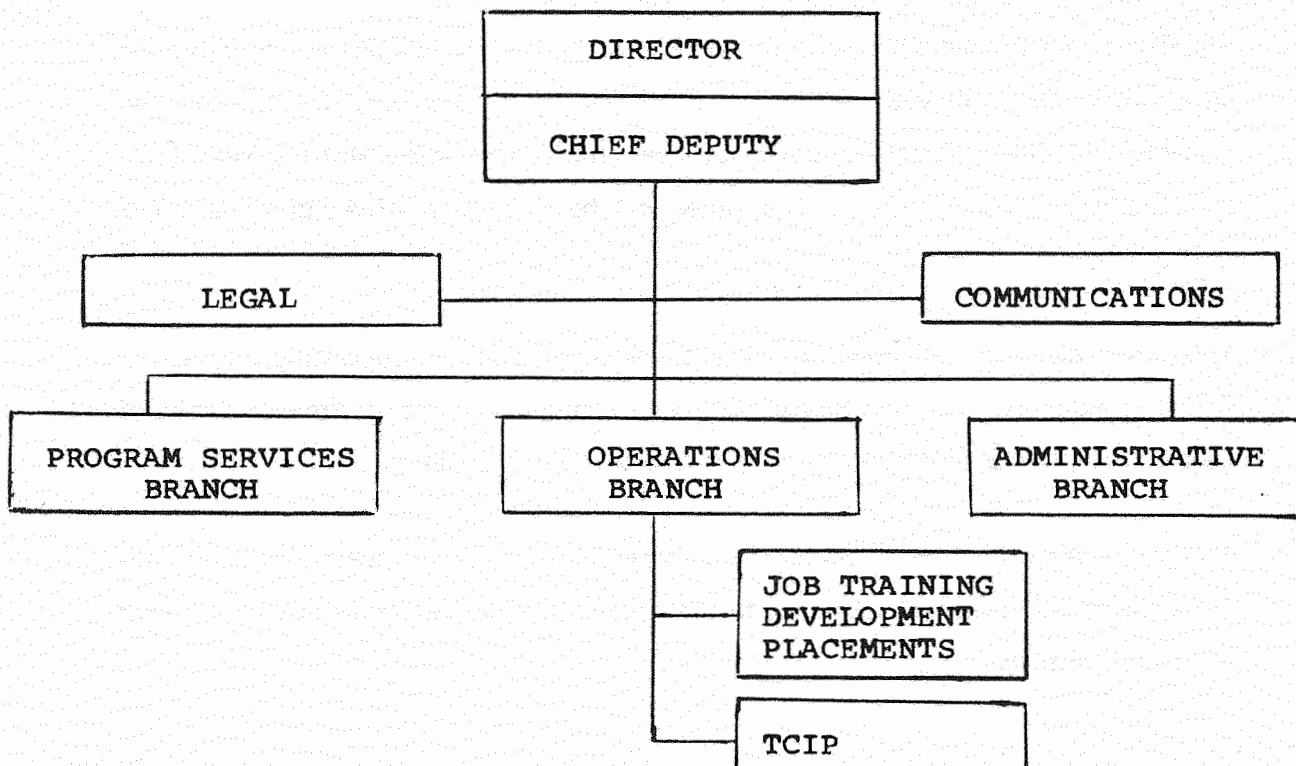 DIRECTOR
CHIEF DEPUTY
LEGAL
COMMUNICATIONS
PROGRAM SERVICES
BRANCH
OPERATIONS
BRANCH
ADMINISTRATIVE
BRANCH
JOB TRAINING
DEVELOPMENT
PLACEMENTS
TCIP